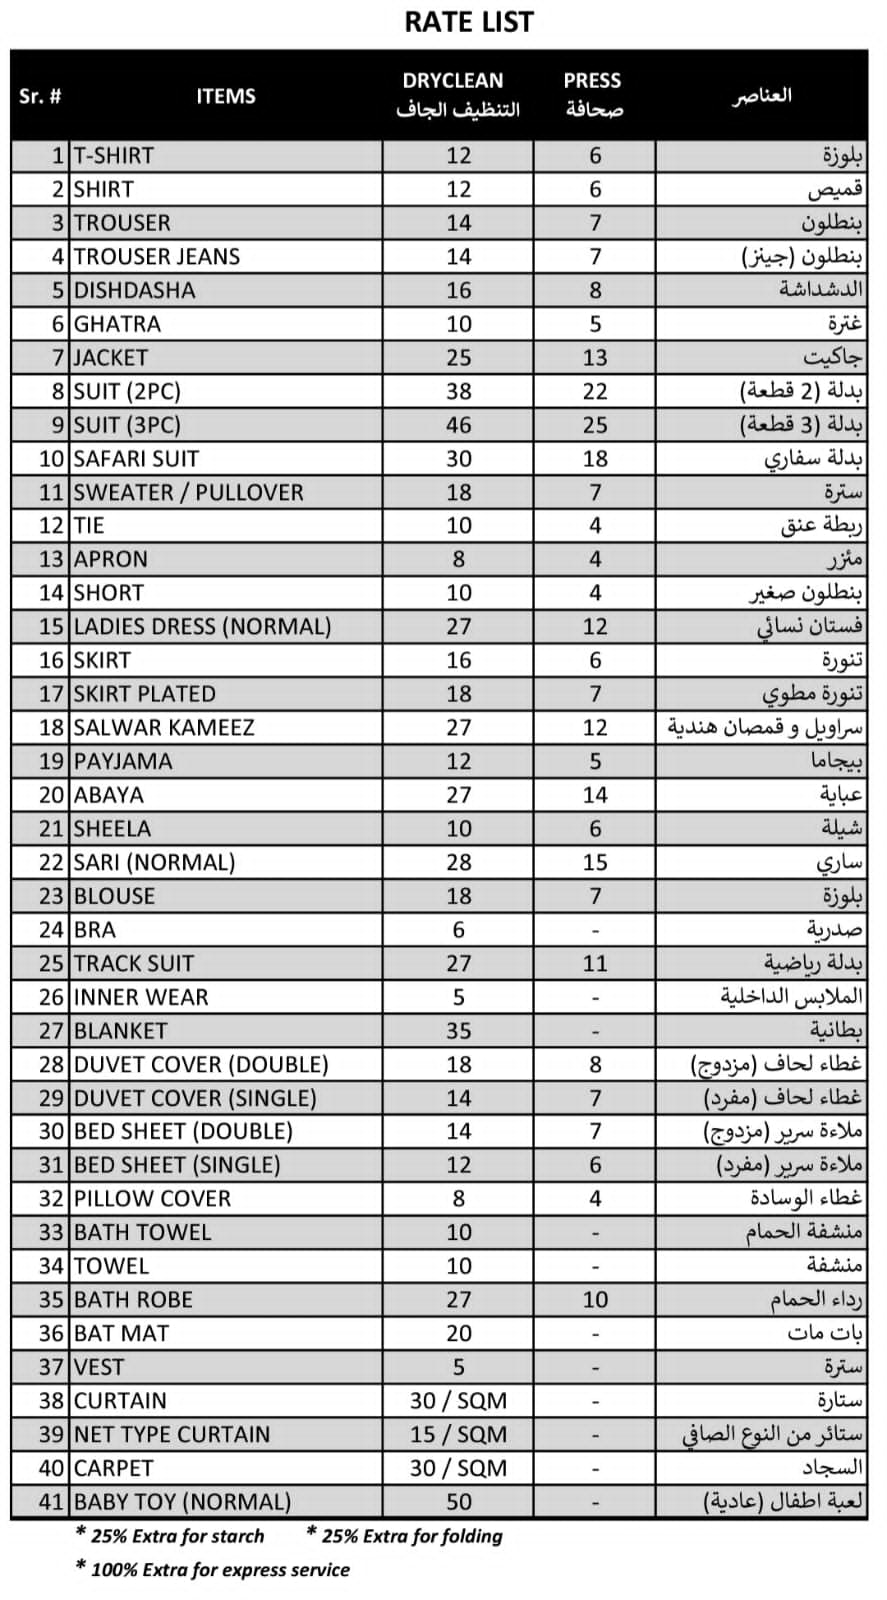 RATE LIST
Sr. # ITEMS DRYCLEAN التنظيف الجاف PRESS صحافة العناصر
1 T-SHIRT 12 6 بلوزة
2 SHIRT 12 6 قميص
3 TROUSER 14 7 بنطلون
4 TROUSER JEANS 14 7 بنطلون (جينز)
5 DISHDASHA 16 8 الدشداشة
6 GHATRA 10 5 غترة
7 JACKET 25 13 جاكيت
8 SUIT (2PC) 38 22 بدلة (2 قطعة)
9 SUIT (3PC) 46 25 بدلة (3 قطعة)
10 SAFARI SUIT 30 18 بدلة سفاري
11 SWEATER / PULLOVER 18 7 سترة
12 TIE 10 4 ربطة عنق
13 APRON 8 4 مئزر
14 SHORT 10 4 بنطلون صغير
15 LADIES DRESS (NORMAL) 27 12 فستان نسائي
16 SKIRT 16 6 تنورة
17 SKIRT PLATED 18 7 تنورة مطوي
18 SALWAR KAMEEZ 27 12 سراويل و قمصان هندية
19 PAYJAMA 12 5 بيجاما
20 ABAYA 27 14 عباية
21 SHEELA 10 6 شيلة
22 SARI (NORMAL) 28 15 ساري
23 BLOUSE 18 7 بلوزة
24 BRA 6 - صدرية
25 TRACK SUIT 27 11 بدلة رياضية
26 INNER WEAR 5 - الملابس الداخلية
27 BLANKET 35 - بطانية
28 DUVET COVER (DOUBLE) 18 8 غطاء لحاف (مزدوج)
29 DUVET COVER (SINGLE) 14 7 غطاء لحاف (مفرد)
30 BED SHEET (DOUBLE) 14 7 ملاءة سرير (مزدوج)
31 BED SHEET (SINGLE) 12 6 ملاءة سرير (مفرد)
32 PILLOW COVER 8 4 غطاء الوسادة
33 BATH TOWEL 10 - منشفة الحمام
34 TOWEL 10 - منشفة
35 BATH ROBE 27 10 رداء الحمام
36 BAT MAT 20 - بات مات
37 VEST 5 - سترة
38 CURTAIN 30 / SQM - ستارة
39 NET TYPE CURTAIN 15 / SQM - ستائر من النوع الصافي
40 CARPET 30 / SQM - السجاد
41 BABY TOY (NORMAL) 50 - لعبة اطفال (عادية)
* 25% Extra for starch * 25% Extra for folding
* 100% Extra for express service